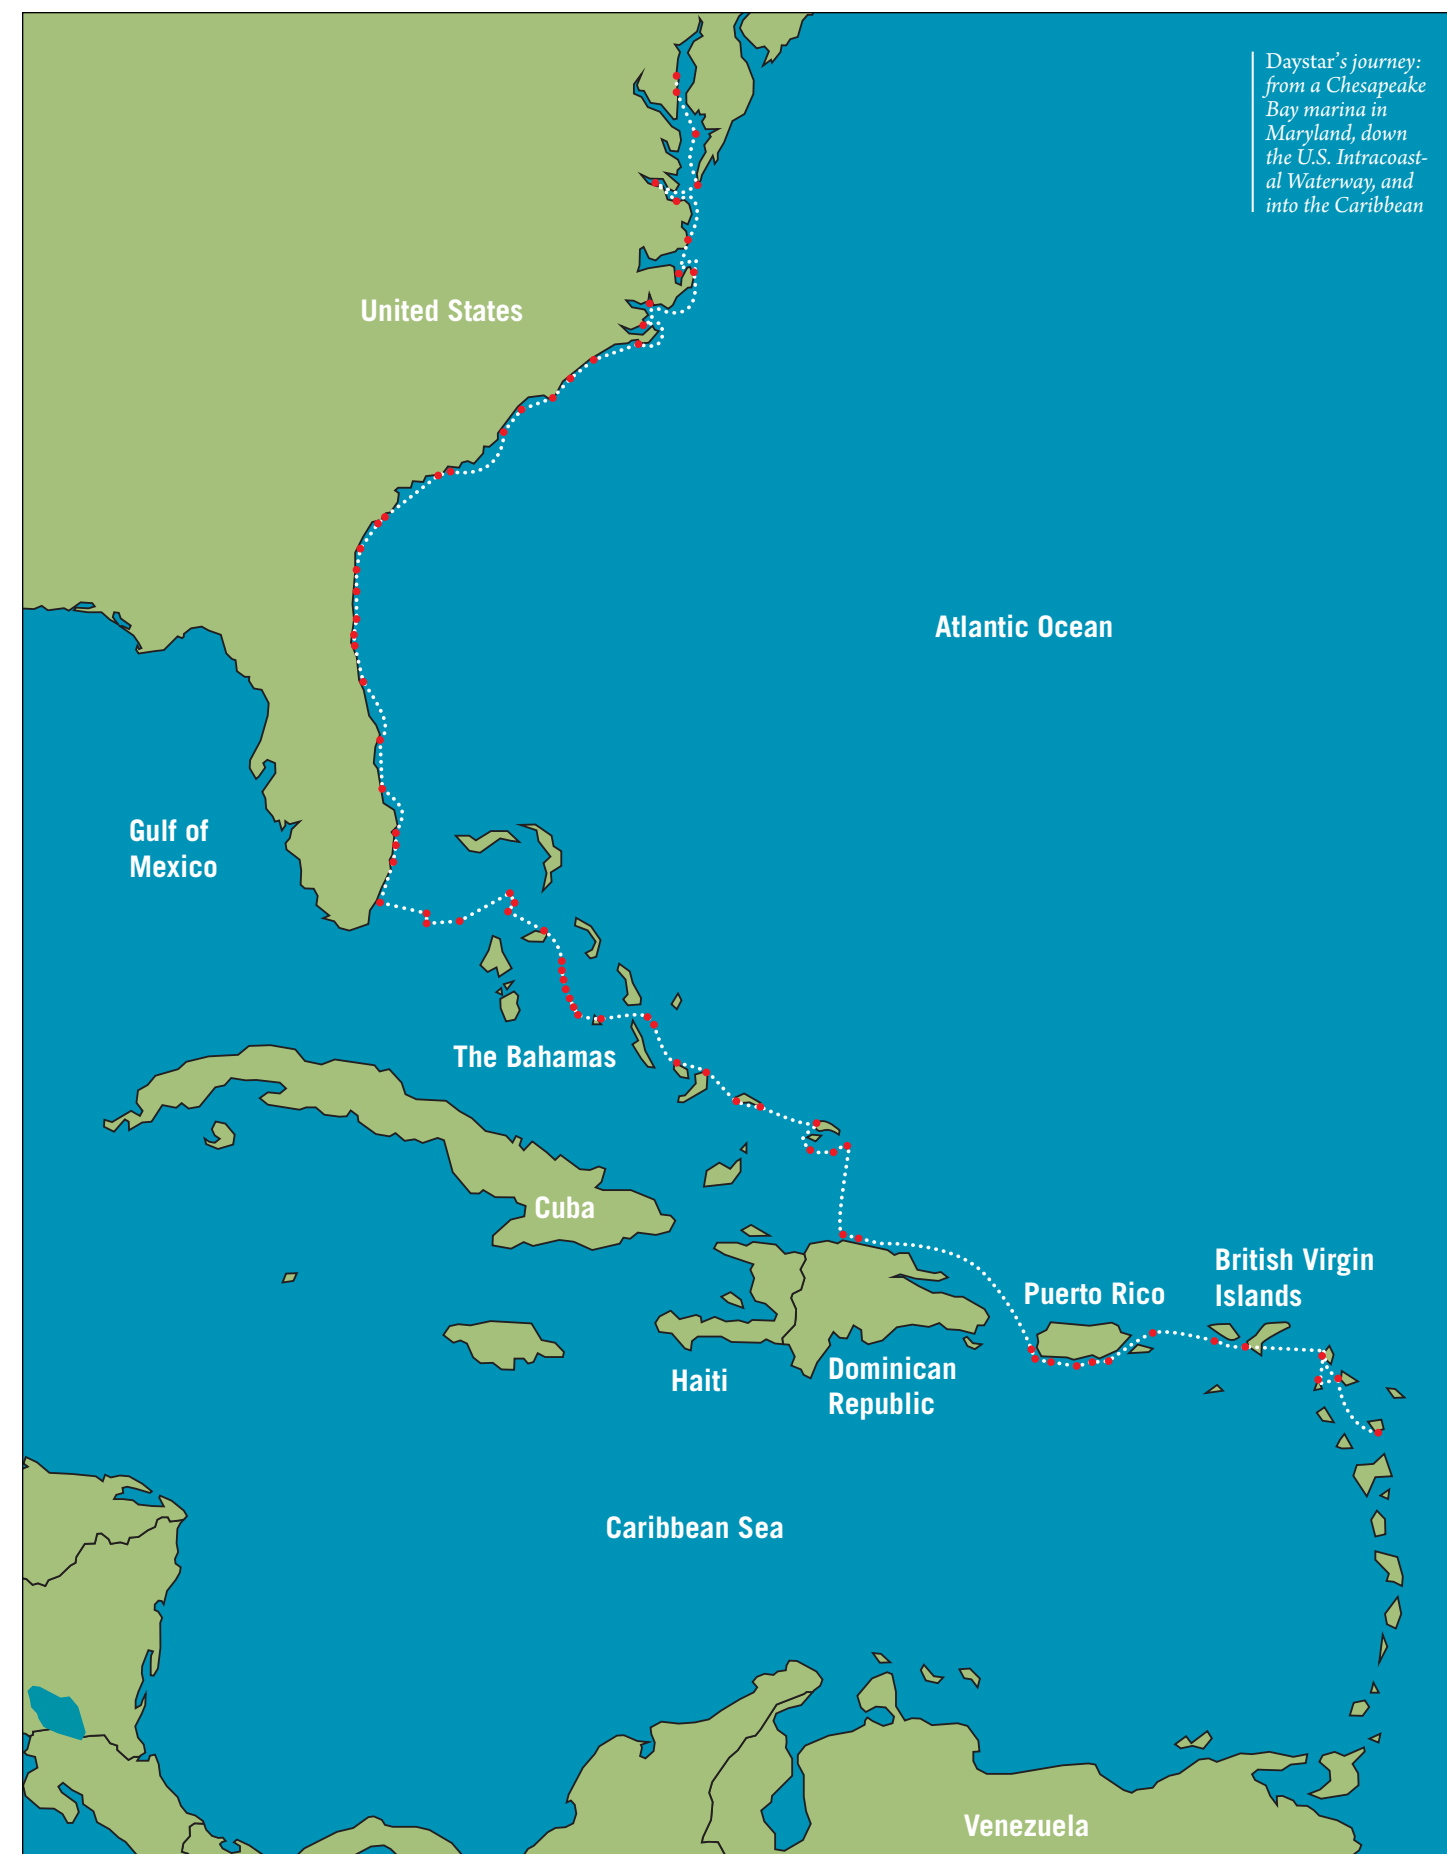 Daystar's journey:
from a Chesapeake
Bay marina in
Maryland, down
the U.S. Intracoast-
al Waterway, and
into the Caribbean
United States
Atlantic Ocean
Gulf of
Mexico
The Bahamas
Cuba
British Virgin
Islands
Puerto Rico
Haiti
Dominican
Republic
Caribbean Sea
Venezuela